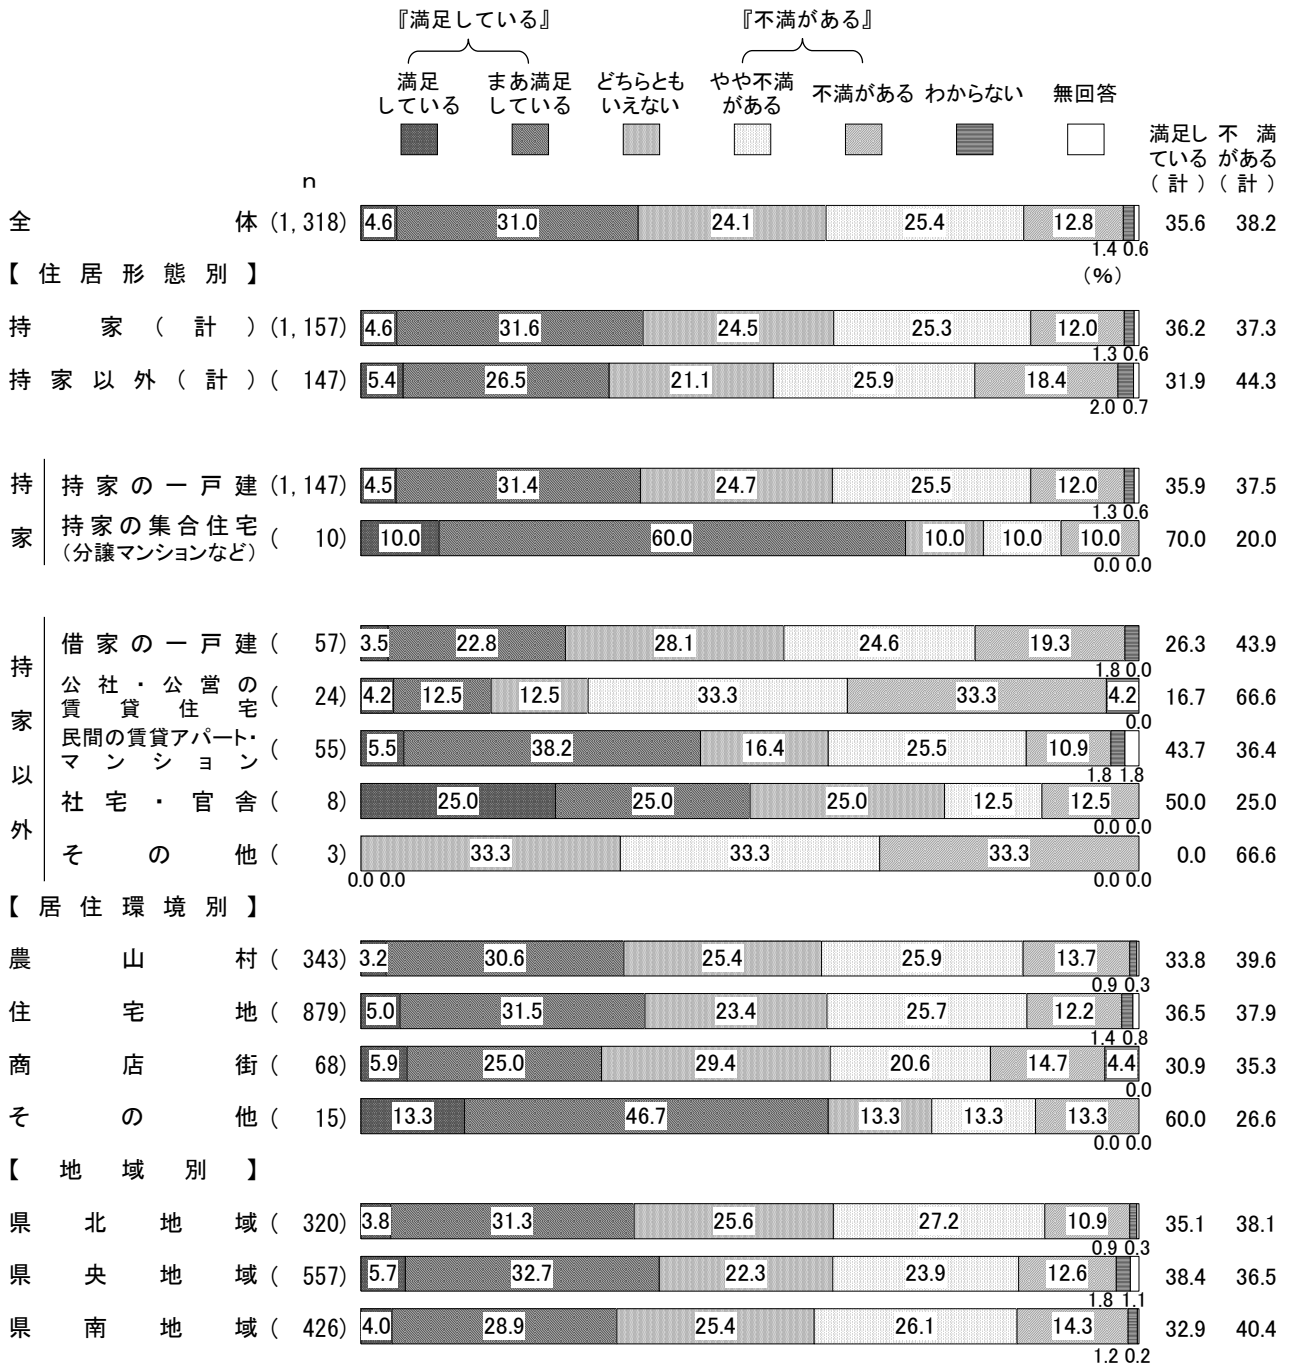 『満足している』 『不満がある』
満足 まあ満足 どちらとも やや不満
している している いえない がある 不満がある わからない 無回答
満足し 不 満
ている がある
n (計) (計)
全体 (1,318) 4.6 31.0 24.1 25.4 12.8 35.6 38.2
1.4 0.6
【住居形態別】 (%)
持家(計) (1,157) 4.6 31.6 24.5 25.3 12.0 36.2 37.3
1.3 0.6
持家以外(計) ( 147) 5.4 26.5 21.1 25.9 18.4 31.9 44.3
2.0 0.7
持家
持家の一戸建 (1,147) 4.5 31.4 24.7 25.5 12.0 35.9 37.5
1.3 0.6
持家の集合住宅
(分譲マンションなど) ( 10) 10.0 60.0 10.0 10.0 10.0 70.0 20.0
0.0 0.0
持家以外
借家の一戸建 ( 57) 3.5 22.8 28.1 24.6 19.3 26.3 43.9
1.8 0.0
公社・公営の
賃貸住宅 ( 24) 4.2 12.5 12.5 33.3 33.3 4.2 16.7 66.6
0.0
民間の賃貸アパート・
マンション ( 55) 5.5 38.2 16.4 25.5 10.9 43.7 36.4
1.8 1.8
社宅・官舎 ( 8) 25.0 25.0 25.0 12.5 12.5 50.0 25.0
0.0 0.0
その他 ( 3) 33.3 33.3 33.3 0.0 66.6
0.0 0.0 0.0 0.0
【居住環境別】
農山村 ( 343) 3.2 30.6 25.4 25.9 13.7 33.8 39.6
0.9 0.3
住宅地 ( 879) 5.0 31.5 23.4 25.7 12.2 36.5 37.9
1.4 0.8
商店街 ( 68) 5.9 25.0 29.4 20.6 14.7 4.4 30.9 35.3
0.0
その他 ( 15) 13.3 46.7 13.3 13.3 13.3 60.0 26.6
0.0 0.0
【地域別】
県北地域 ( 320) 3.8 31.3 25.6 27.2 10.9 35.1 38.1
0.9 0.3
県央地域 ( 557) 5.7 32.7 22.3 23.9 12.6 38.4 36.5
1.8 1.1
県南地域 ( 426) 4.0 28.9 25.4 26.1 14.3 32.9 40.4
1.2 0.2